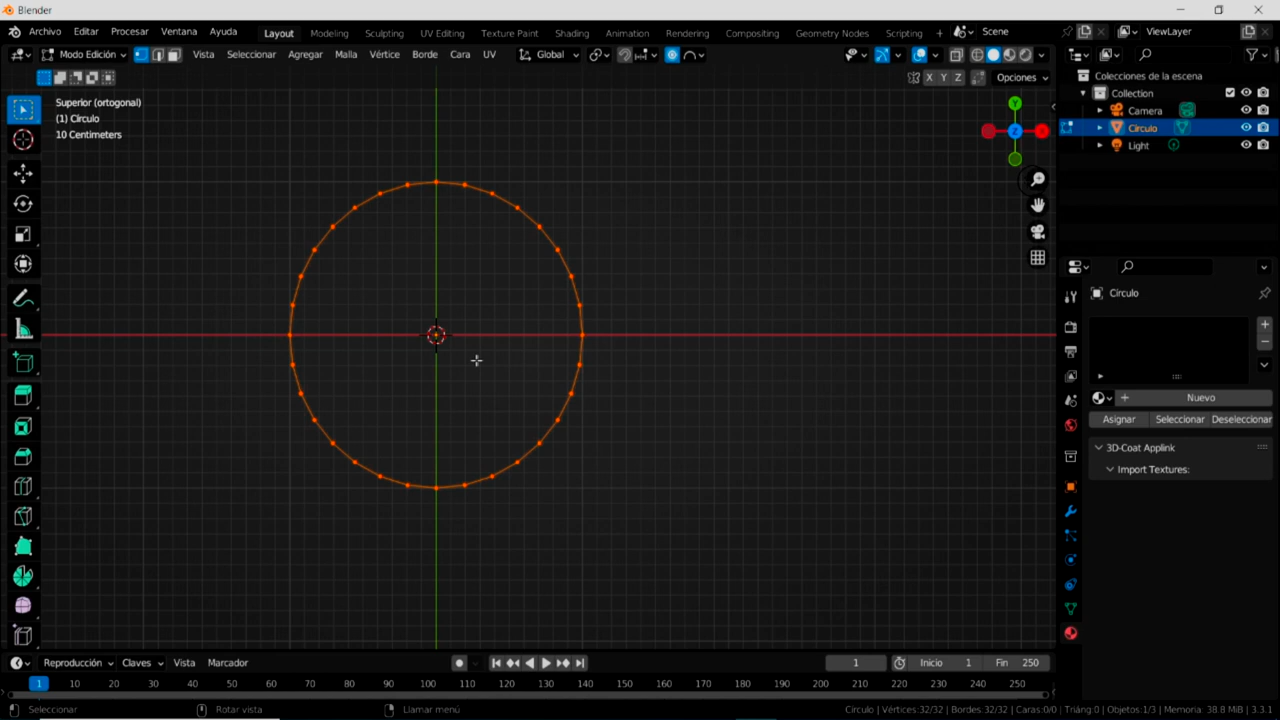 Blender
Archivo Editar Procesar Ventana Ayuda Layout Modeling Sculpting UV Editing Texture Paint Shading Animation Rendering Compositing Geometry Nodes Scripting + Scene ViewLayer
Modo Edición Vista Seleccionar Agregar Malla Vértice Borde Cara UV Global
X Y Z Opciones
Superior (ortogonal)
(1) Círculo
10 Centimeters
Y
Z
X
Colecciones de la escena
Collection
Camera
Círculo
Light
Círculo
Nuevo
Asignar Seleccionar Deseleccionar
3D-Coat Applink
Import Textures:
Reproducción Claves Vista Marcador 1 Inicio 1 Fin 250
1 10 20 30 40 50 60 70 80 90 100 110 120 130 140 150 160 170 180 190 200 210 220 230 240 250
Seleccionar Rotar vista Llamar menú Círculo | Vértices:32/32 | Bordes:32/32 | Caras:0/0 | Triáng.0 | Objetos:1/3 | Memoria: 38.8 MiB | 3.3.1